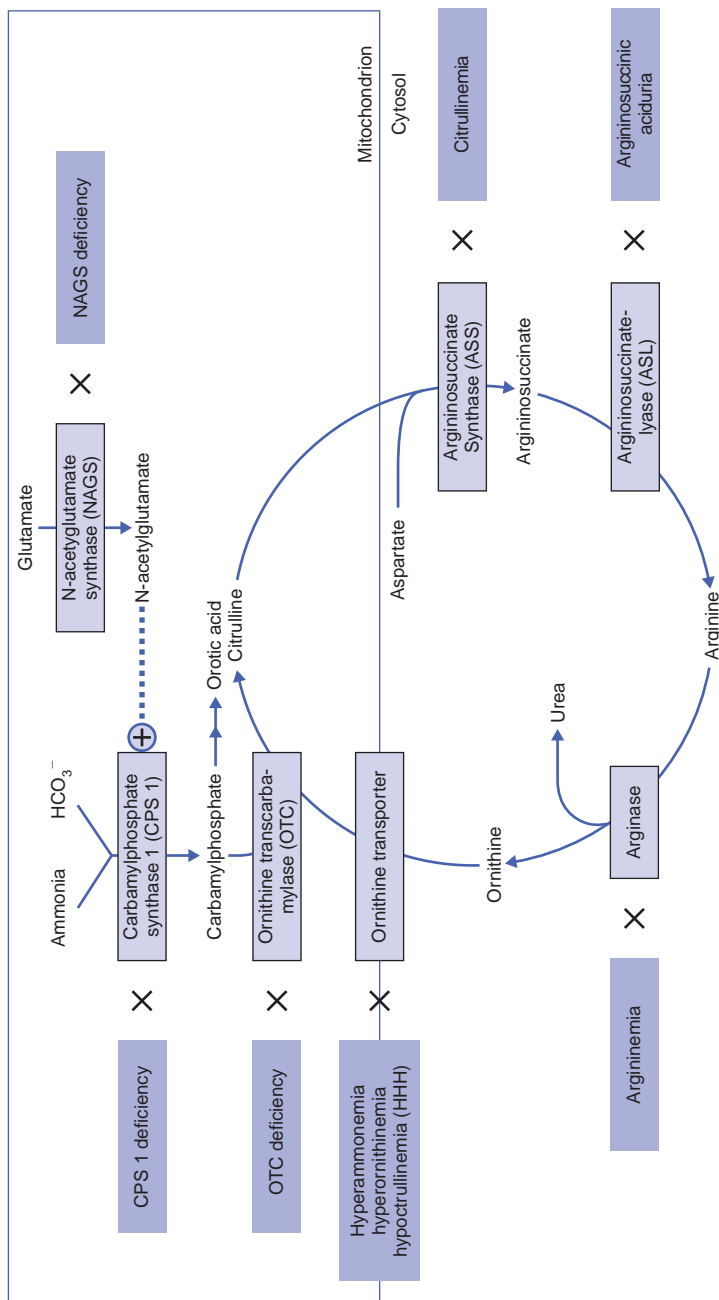 Glutamate
N-acetyglutamate
synthase (NAGS)
NAGS deficiency
N-acetylglutamate
Ammonia
HCO3−
Carbamylphosphate
synthase 1 (CPS 1)
+
CPS 1 deficiency
Carbamylphosphate
Orotic acid
Citrulline
Ornithine transcarba-
mylase (OTC)
OTC deficiency
Mitochondrion
Cytosol
Ornithine transporter
Hyperammonemia
hyperornithinemia
hypoctrullinemia (HHH)
Aspartate
Argininosuccinate
Synthase (ASS)
Citrullinemia
Argininosuccinate
Ornithine
Urea
Argininosuccinate-
lyase (ASL)
Argininosuccinic
aciduria
Arginase
Argininemia
Arginine